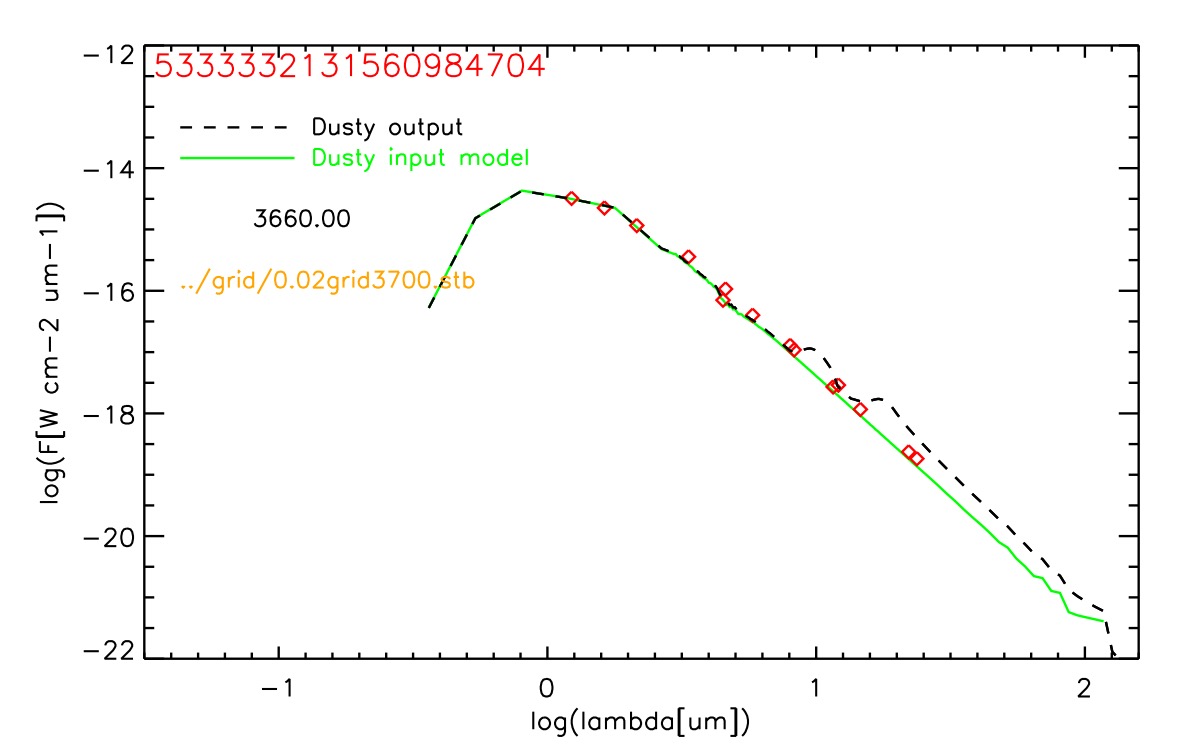 5333332131560984704
Dusty output
Dusty input model
3660.00
../grid/0.02grid3700.stb
-12
-14
-16
-18
-20
-22
log(F[W cm-2 um-1])
-1
0
1
2
log(lambda[um])